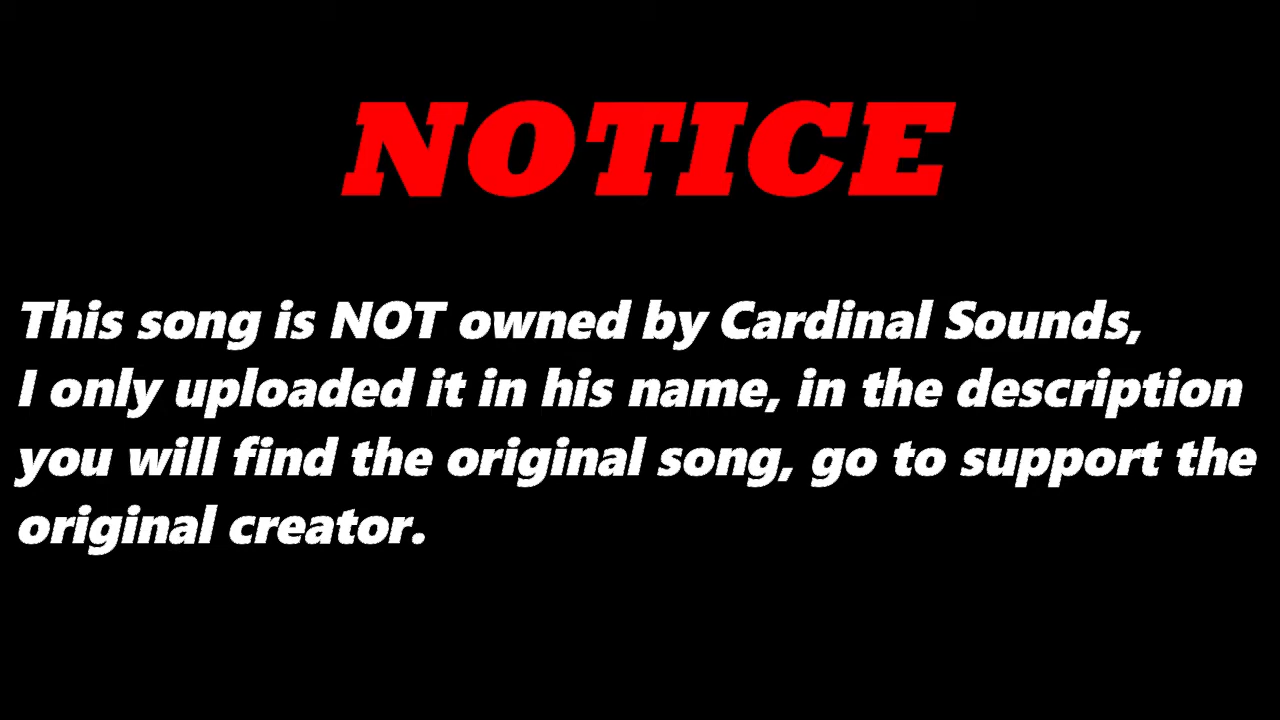 NOTICE
This song is NOT owned by Cardinal Sounds,
I only uploaded it in his name, in the description
you will find the original song, go to support the
original creator.